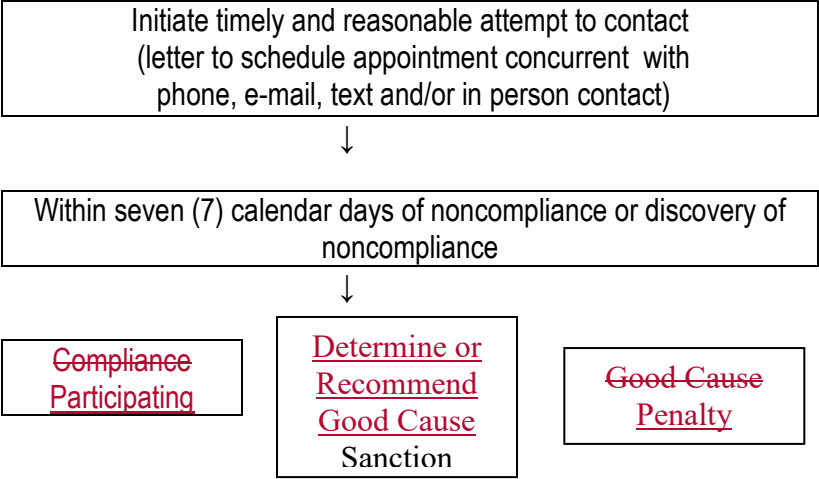 Initiate timely and reasonable attempt to contact
(letter to schedule appointment concurrent with
phone, e-mail, text and/or in person contact)
↓
Within seven (7) calendar days of noncompliance or discovery of
noncompliance
↓
Compliance
Participating
Determine or
Recommend
Good Cause
Sanction
Good Cause
Penalty